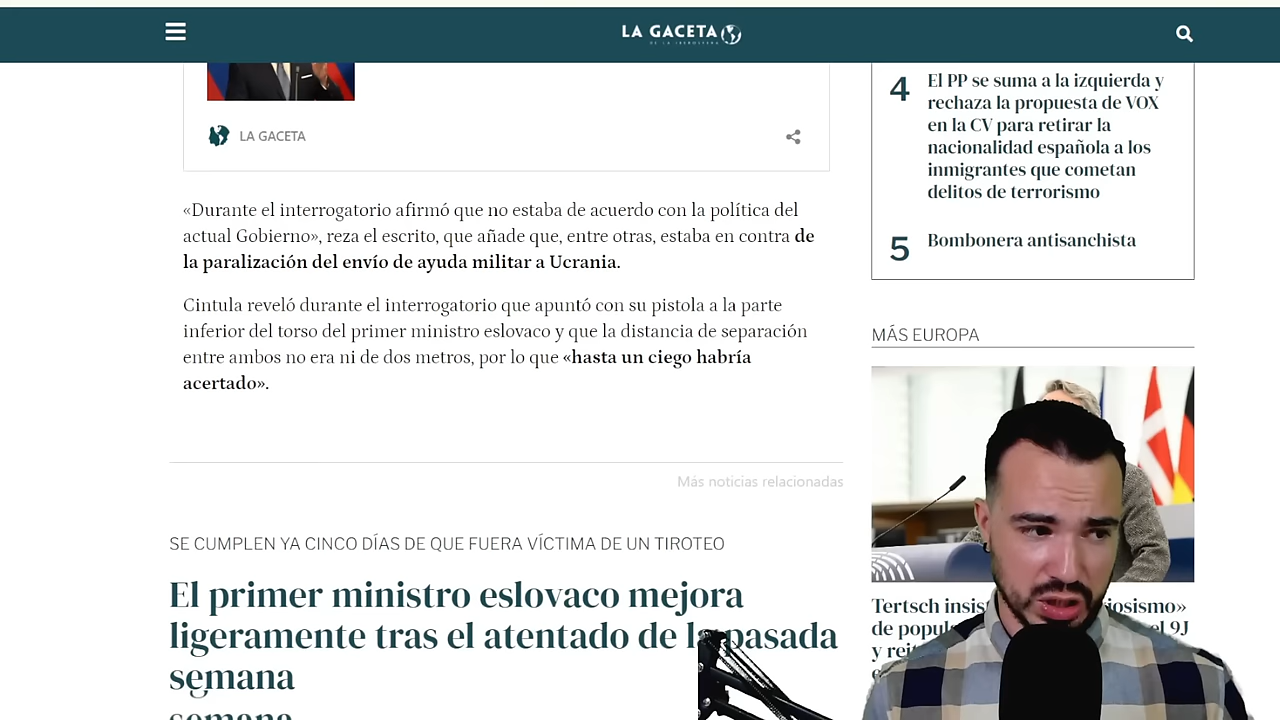 LA GACETA
DE LA IBEROSFERA
LA GACETA
«Durante el interrogatorio afirmó que no estaba de acuerdo con la política del
actual Gobierno», reza el escrito, que añade que, entre otras, estaba en contra de
la paralización del envío de ayuda militar a Ucrania.
Cintula reveló durante el interrogatorio que apuntó con su pistola a la parte
inferior del torso del primer ministro eslovaco y que la distancia de separación
entre ambos no era ni de dos metros, por lo que «hasta un ciego habría
acertado».
Más noticias relacionadas
SE CUMPLEN YA CINCO DÍAS DE QUE FUERA VÍCTIMA DE UN TIROTEO
El primer ministro eslovaco mejora
ligeramente tras el atentado de la pasada
semana
semana
4
El PP se suma a la izquierda y
rechaza la propuesta de VOX
en la CV para retirar la
nacionalidad española a los
inmigrantes que cometan
delitos de terrorismo
5
Bombonera antisanchista
MÁS EUROPA
Tertsch
de el 9J
y